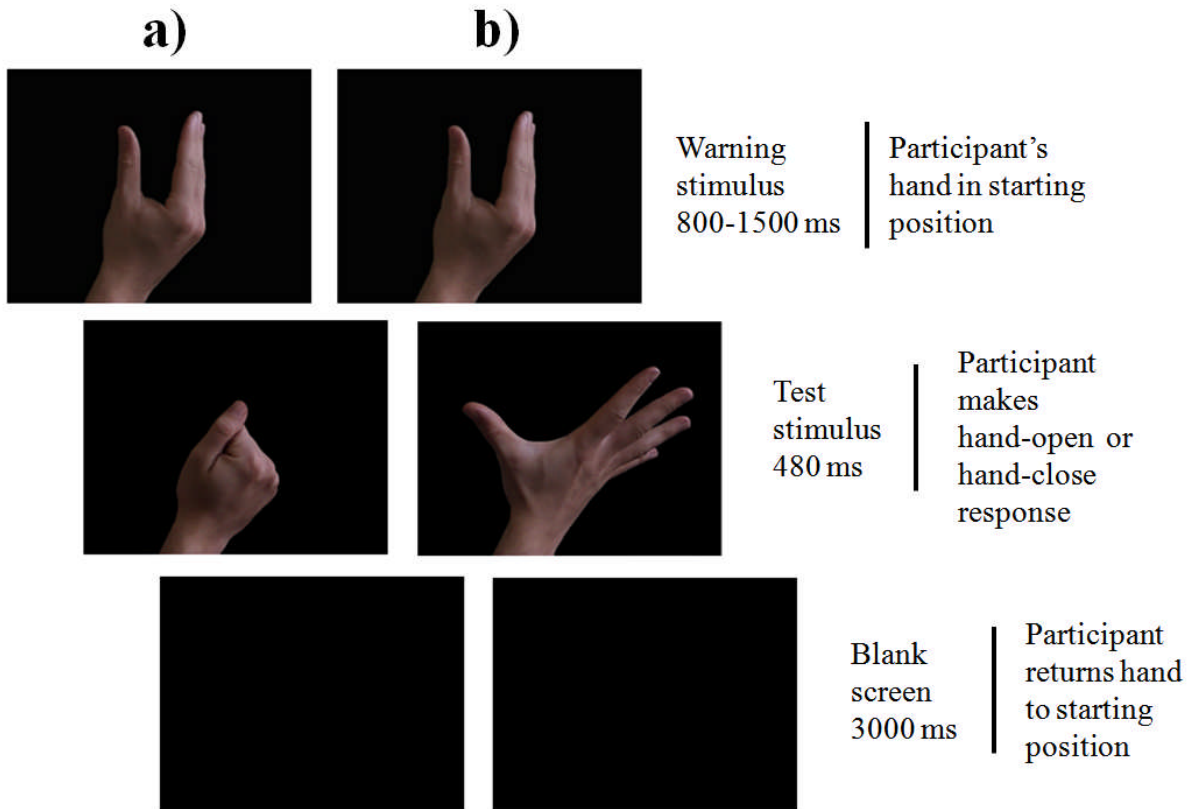 a)
b)
Warning
stimulus
800-1500 ms
Participant's
hand in starting
position
Test
stimulus
480 ms
Participant
makes
hand-open or
hand-close
response
Blank
screen
3000 ms
Participant
returns hand
to starting
position